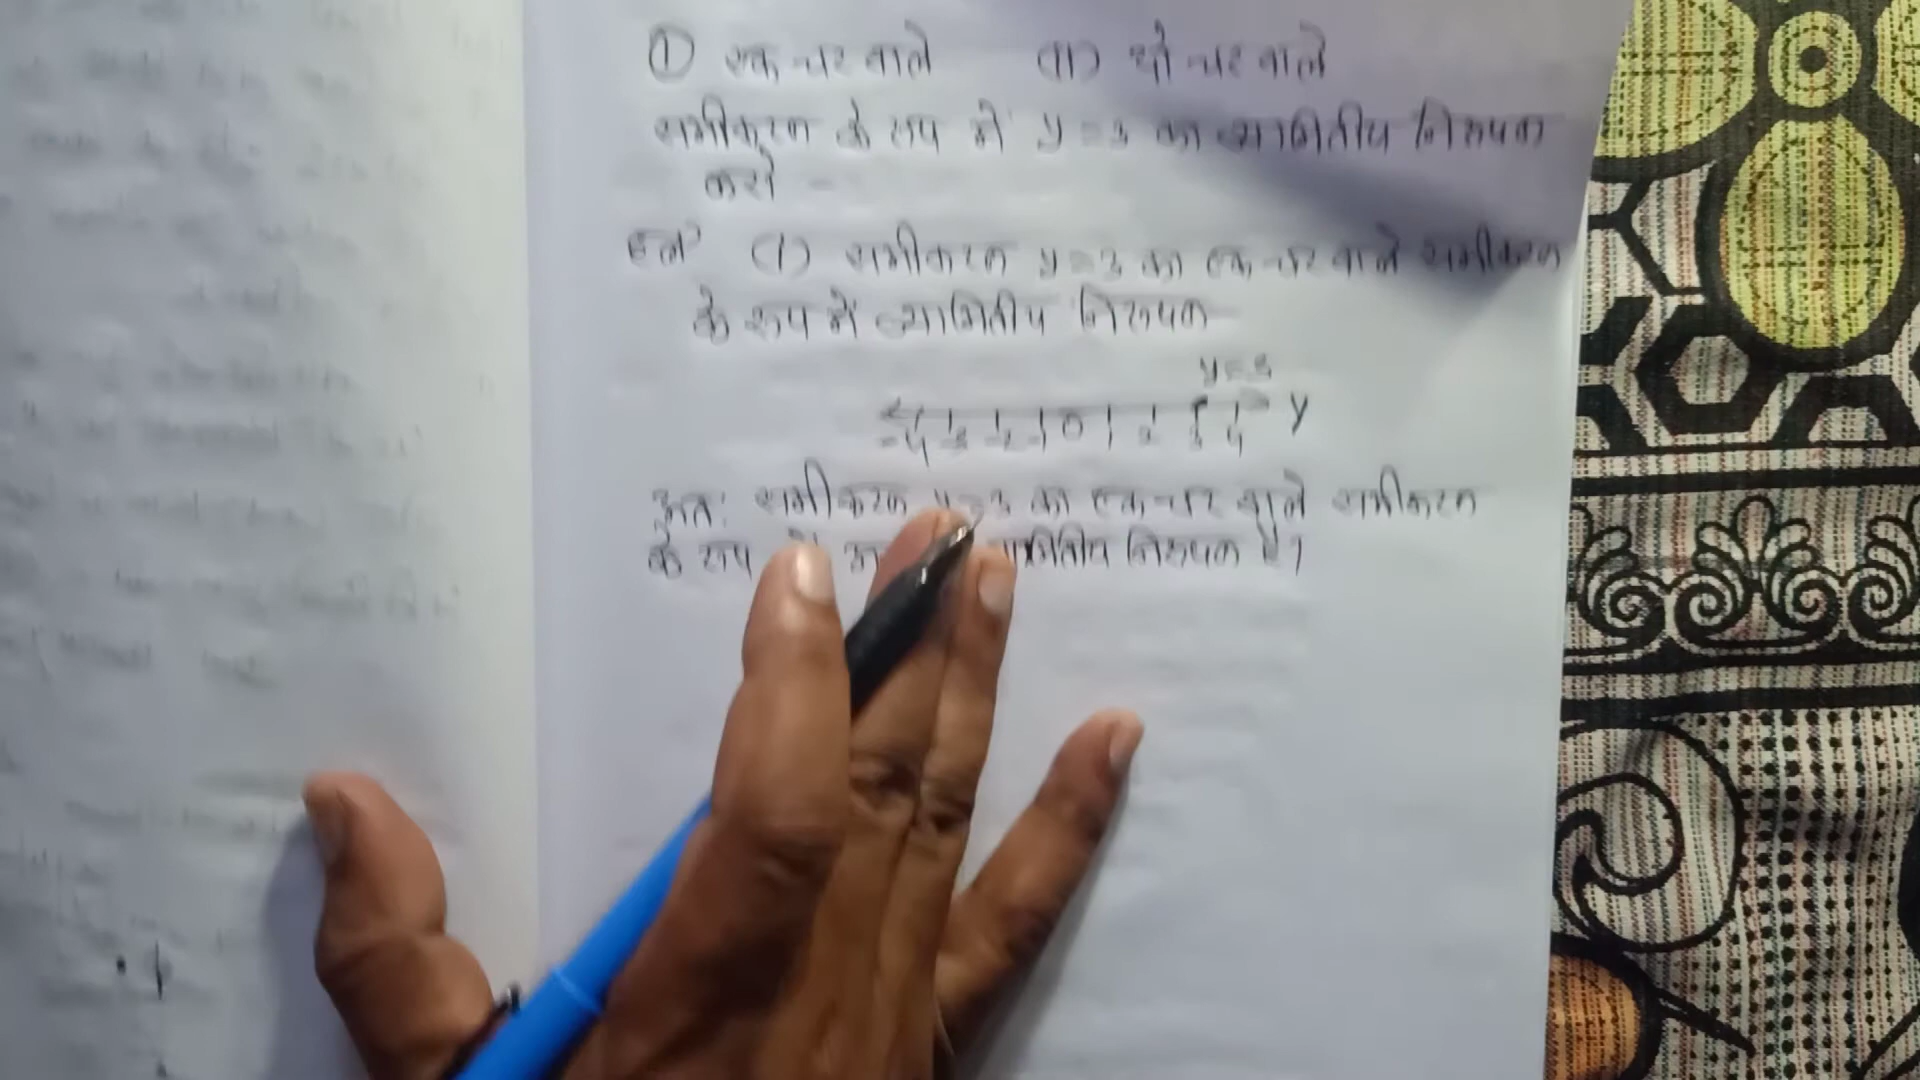 ① एक चर वाले (II) दो चर वाले
समीकरण के रूप में y = 3 का ज्यामितीय निरूपण
करो -
हल (I) समीकरण y = 3 का एक चर वाले समीकरण
के रूप में ज्यामितीय निरूपण -
y = 3
-4 -3 -2 -1 0 1 2 3 4 y
अतः समीकरण y = 3 का एक चर वाले समीकरण
के रूप निरूपण है।